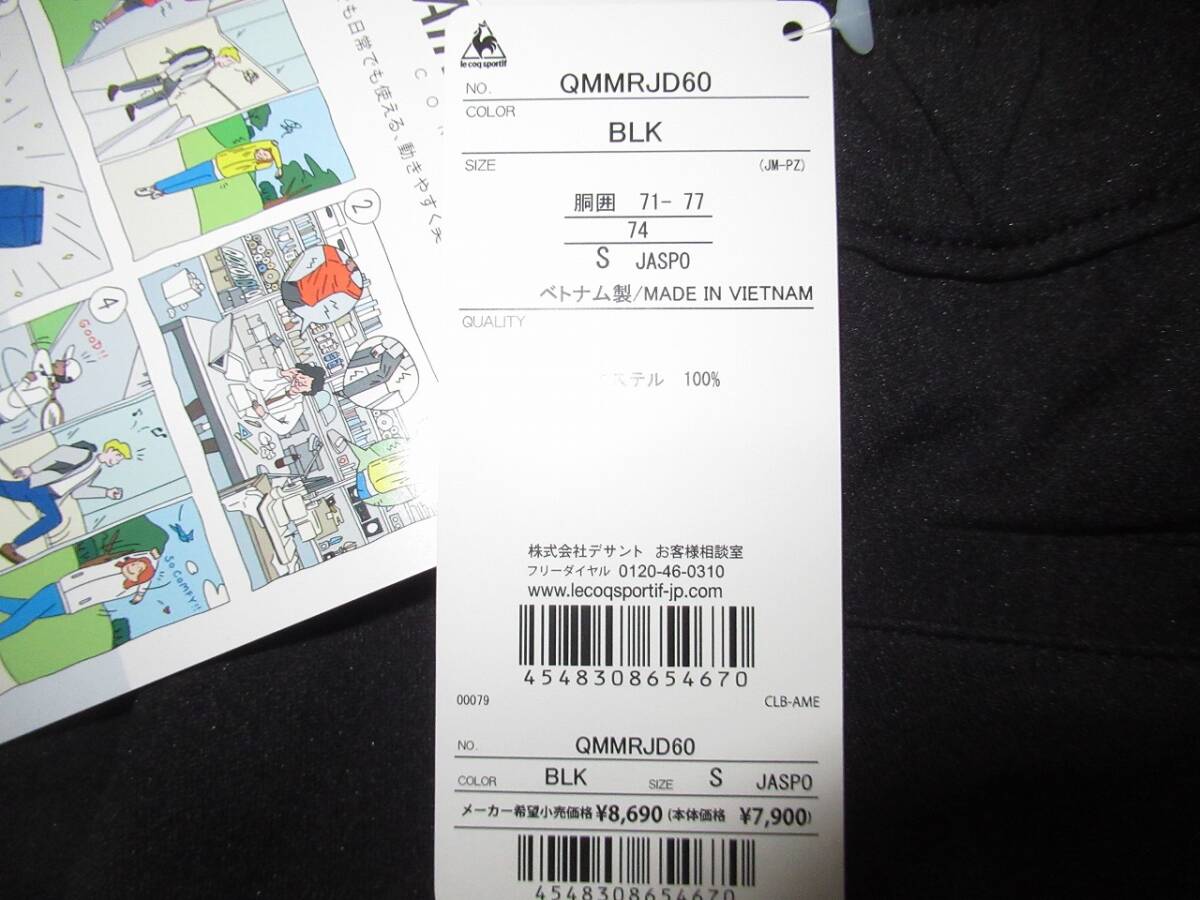 le coq sportif
NO. QMMRJD60
COLOR
BLK
SIZE (JM-PZ)
胴囲 71- 77
74
S JASPO
ベトナム製/MADE IN VIETNAM
QUALITY
ステル 100%
株式会社デサント お客様相談室
フリーダイヤル 0120-46-0310
www.lecoqsportif-jp.com
4548308654670
00079 CLB-AME
NO. QMMRJD60
COLOR BLK SIZE S JASPO
メーカー希望小売価格 ¥8,690 (本体価格 ¥7,900)
4548308654670
も日常でも使える、動きやすく
2
4
GOOD!!
SO COMFY!!